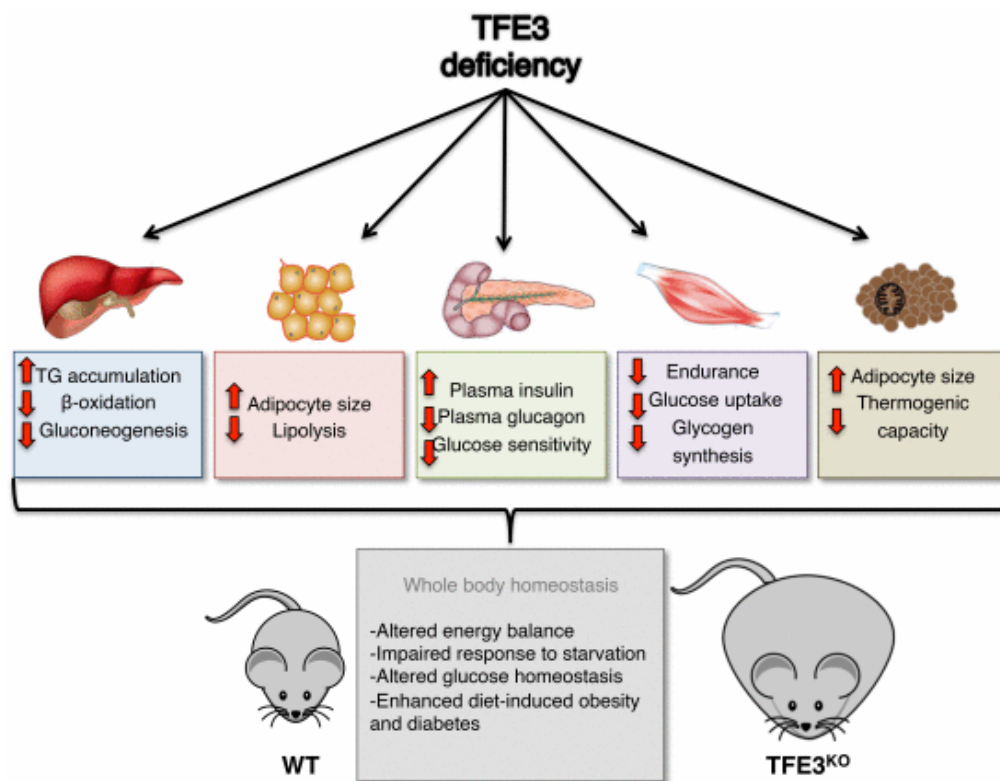 TFE3
deficiency
TG accumulation
β-oxidation
Gluconeogenesis
Adipocyte size
Lipolysis
Plasma insulin
Plasma glucagon
Glucose sensitivity
Endurance
Glucose uptake
Glycogen
synthesis
Adipocyte size
Thermogenic
capacity
Whole body homeostasis
-Altered energy balance
-Impaired response to starvation
-Altered glucose homeostasis
-Enhanced diet-induced obesity
and diabetes
WT
TFE3KO